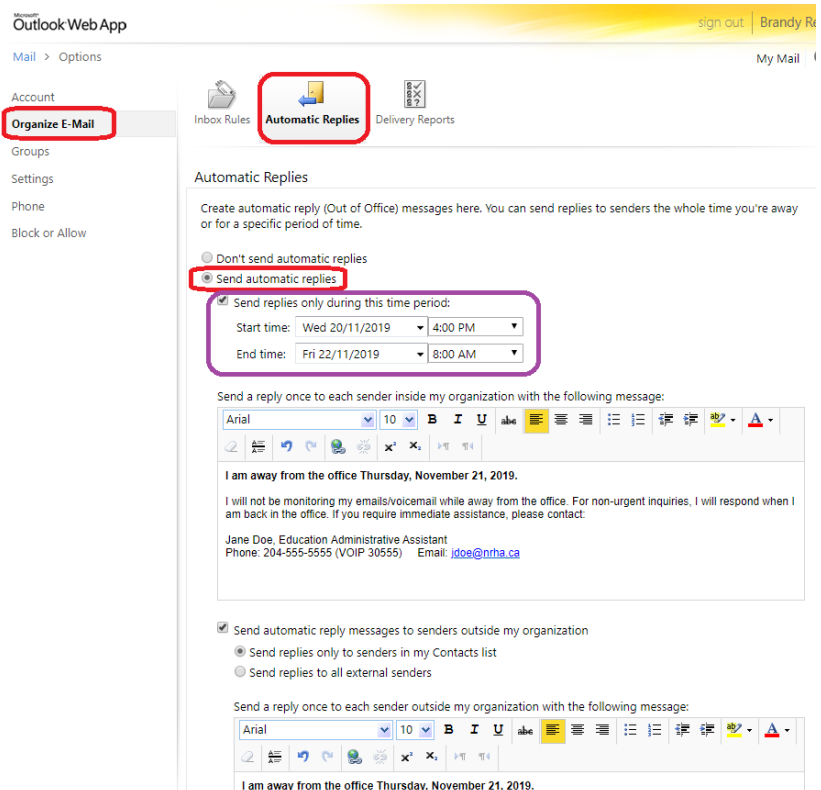 Microsoft®
Outlook Web App
sign out Brandy Re
Mail > Options
My Mail
Account
Organize E-Mail
Groups
Settings
Phone
Block or Allow
Inbox Rules Automatic Replies Delivery Reports
Automatic Replies
Create automatic reply (Out of Office) messages here. You can send replies to senders the whole time you're away
or for a specific period of time.
Don't send automatic replies
Send automatic replies
Send replies only during this time period:
Start time: Wed 20/11/2019 4:00 PM
End time: Fri 22/11/2019 8:00 AM
Send a reply once to each sender inside my organization with the following message:
Arial 10 B I U abc ab A
x² x₂
I am away from the office Thursday, November 21, 2019.
I will not be monitoring my emails/voicemail while away from the office. For non-urgent inquiries, I will respond when I
am back in the office. If you require immediate assistance, please contact:
Jane Doe, Education Administrative Assistant
Phone: 204-555-5555 (VOIP 30555) Email: jdoe@nrha.ca
Send automatic reply messages to senders outside my organization
Send replies only to senders in my Contacts list
Send replies to all external senders
Send a reply once to each sender outside my organization with the following message:
Arial 10 B I U abc ab A
x² x₂
I am away from the office Thursday, November 21, 2019.